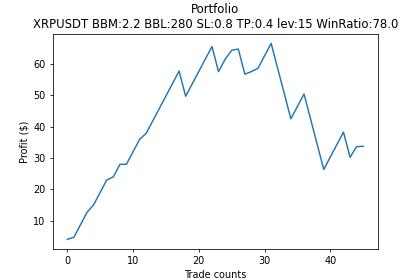 Portfolio
XRPUSDT BBM:2.2 BBL:280 SL:0.8 TP:0.4 lev:15 WinRatio:78.0
60
50
40
30
20
10
Profit ($)
0 10 20 30 40
Trade counts